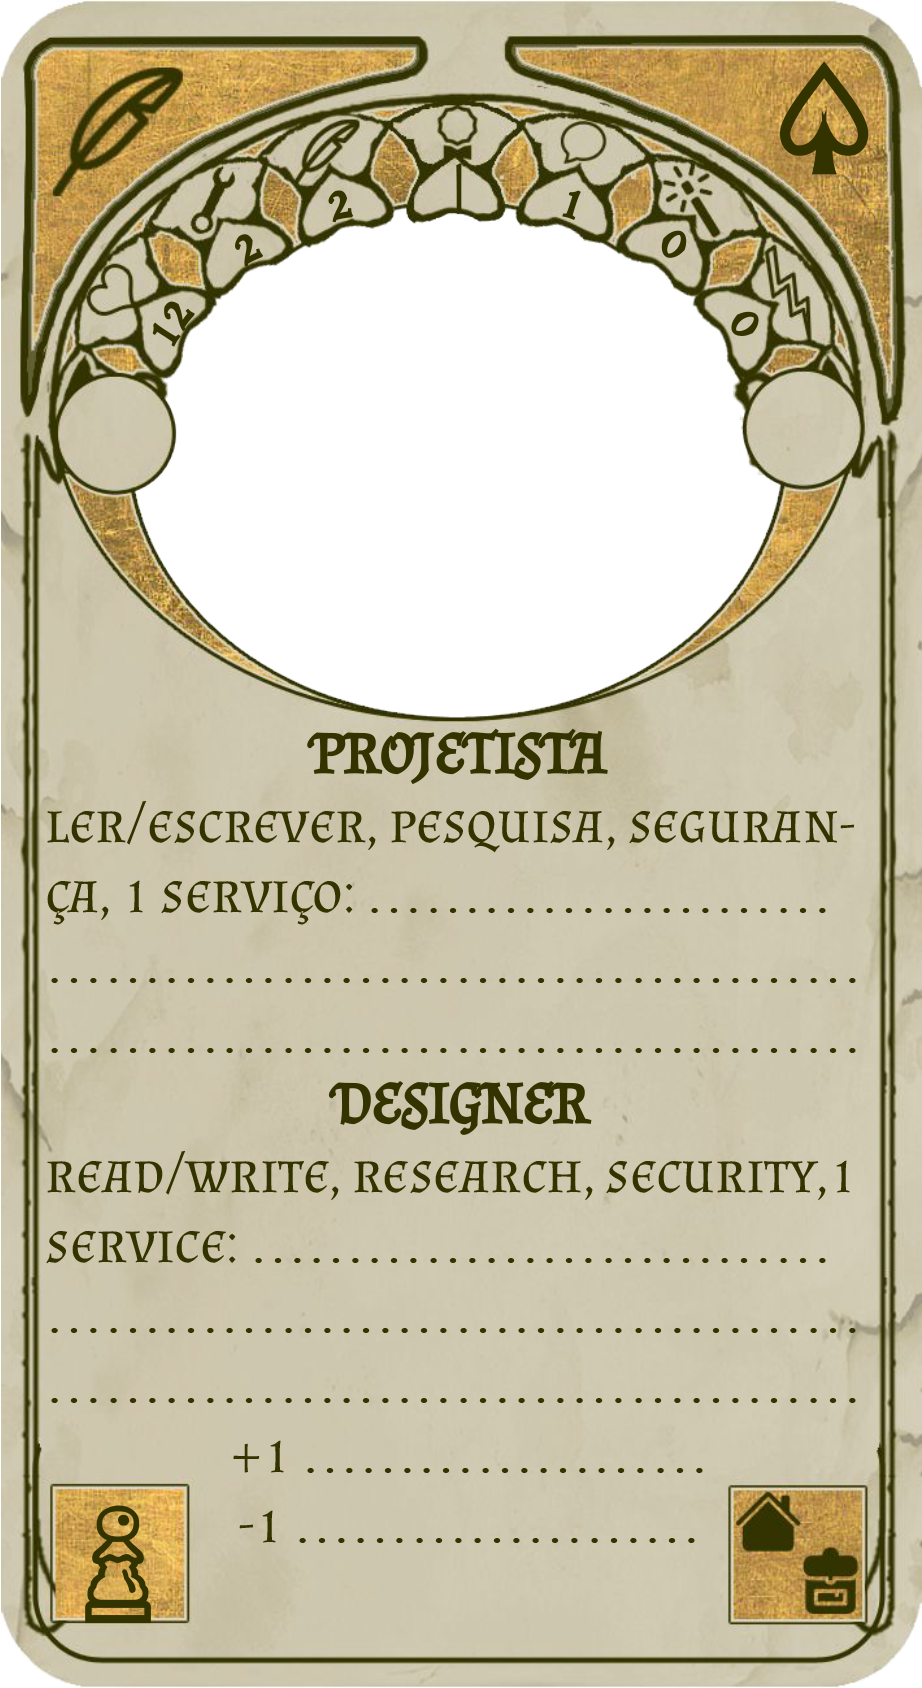 12 2 2 1 0 0
PROJETISTA
LER/ESCREVER, PESQUISA, SEGURAN-
ÇA, 1 SERVIÇO: ........................
..........................................
..........................................
DESIGNER
READ/WRITE, RESEARCH, SECURITY, 1
SERVICE: ..............................
..........................................
..........................................
+1 .....................
-1 .....................